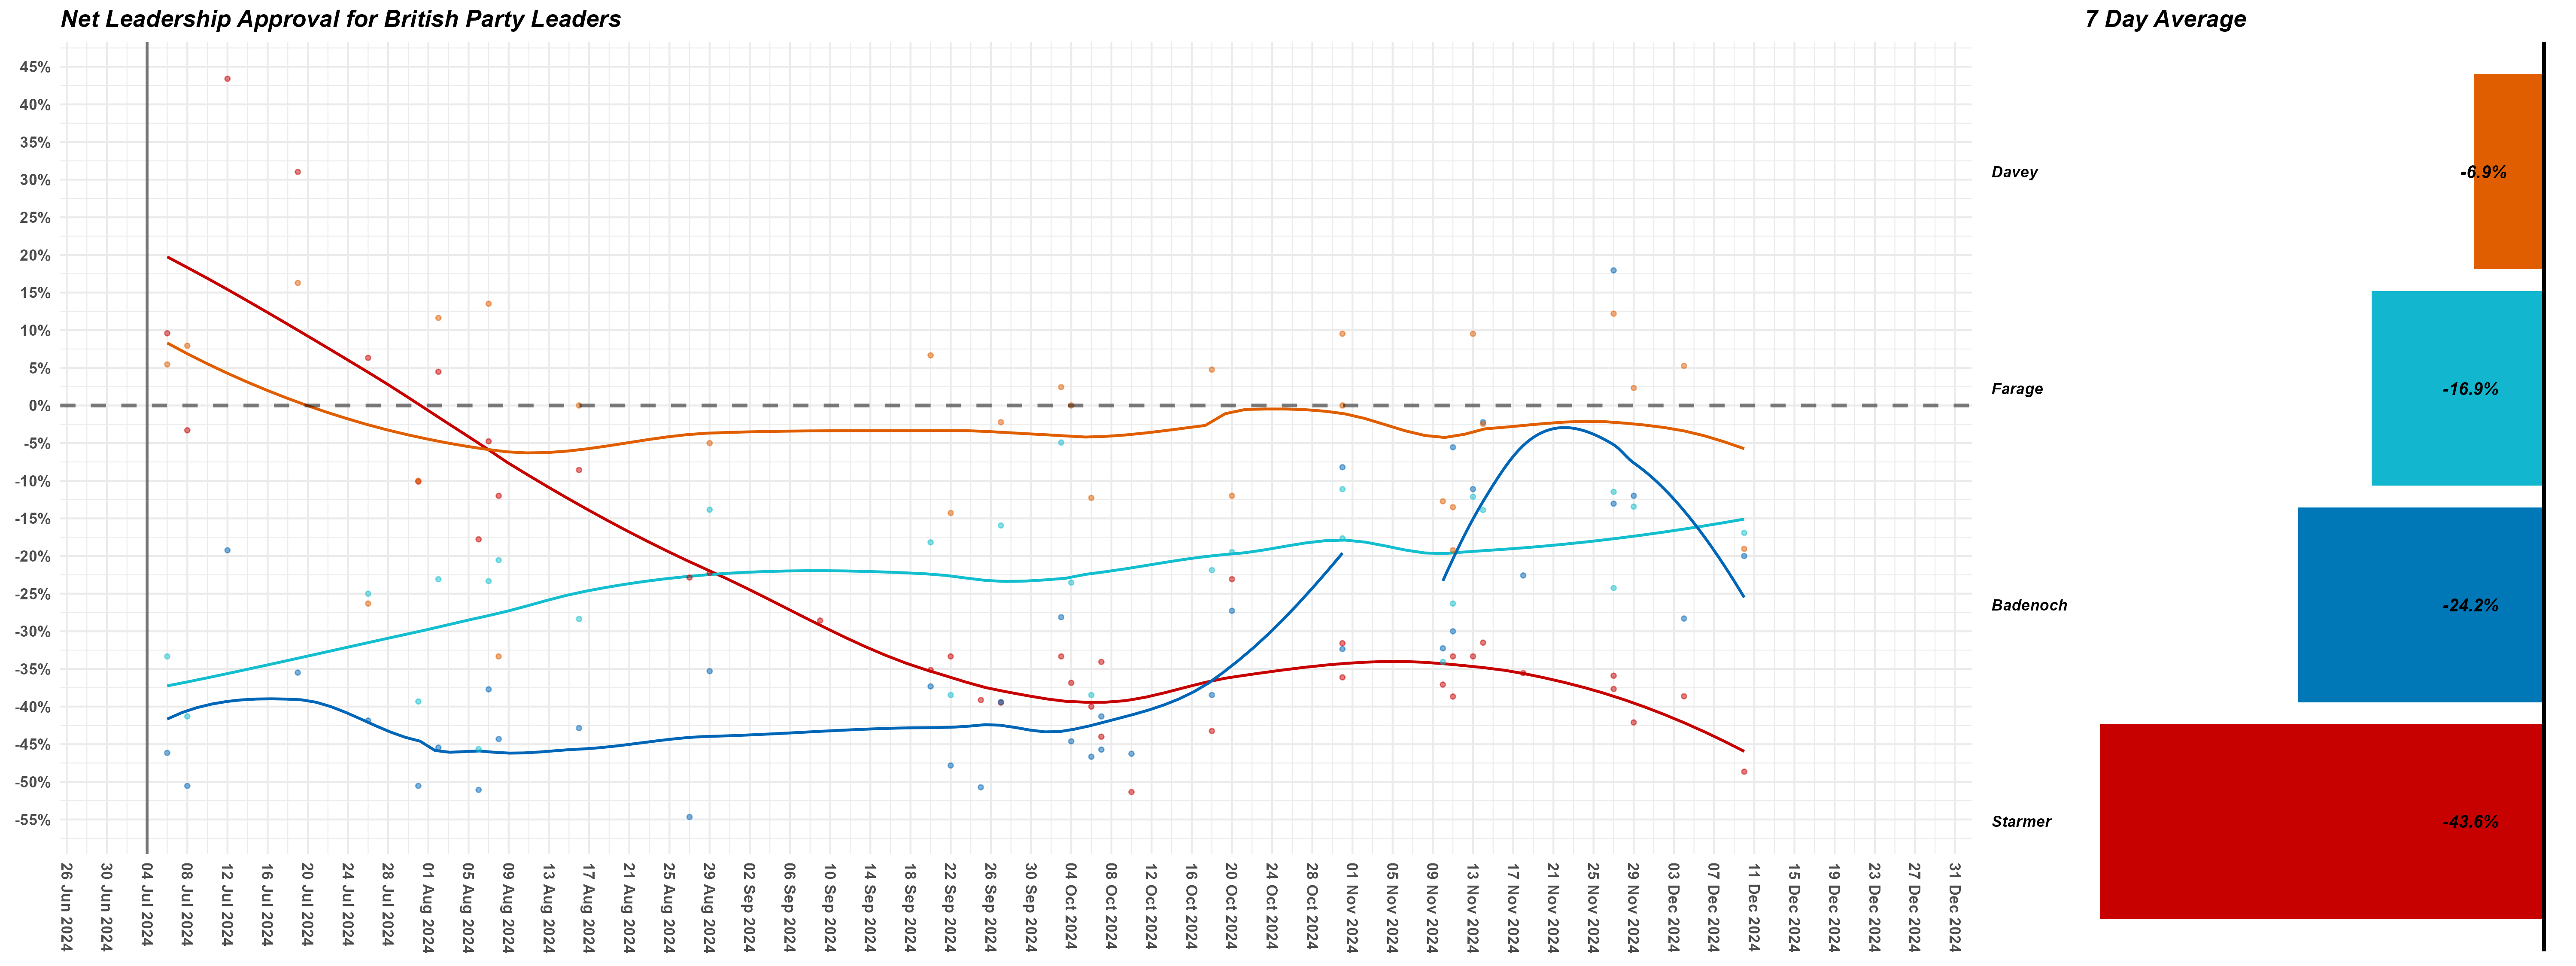 Net Leadership Approval for British Party Leaders
7 Day Average
45%
40%
35%
30%
25%
20%
15%
10%
5%
0%
-5%
-10%
-15%
-20%
-25%
-30%
-35%
-40%
-45%
-50%
-55%
26 Jun 2024
30 Jun 2024
04 Jul 2024
08 Jul 2024
12 Jul 2024
16 Jul 2024
20 Jul 2024
24 Jul 2024
28 Jul 2024
01 Aug 2024
05 Aug 2024
09 Aug 2024
13 Aug 2024
17 Aug 2024
21 Aug 2024
25 Aug 2024
29 Aug 2024
02 Sep 2024
06 Sep 2024
10 Sep 2024
14 Sep 2024
18 Sep 2024
22 Sep 2024
26 Sep 2024
30 Sep 2024
04 Oct 2024
08 Oct 2024
12 Oct 2024
16 Oct 2024
20 Oct 2024
24 Oct 2024
28 Oct 2024
01 Nov 2024
05 Nov 2024
09 Nov 2024
13 Nov 2024
17 Nov 2024
21 Nov 2024
25 Nov 2024
29 Nov 2024
03 Dec 2024
07 Dec 2024
11 Dec 2024
15 Dec 2024
19 Dec 2024
23 Dec 2024
27 Dec 2024
31 Dec 2024
Davey
-6.9%
Farage
-16.9%
Badenoch
-24.2%
Starmer
-43.6%